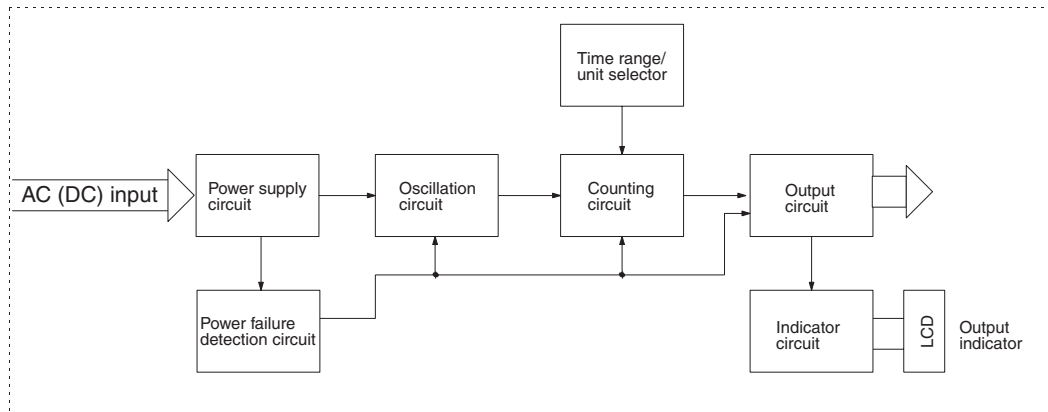 Time range/
unit selector
AC (DC) input
Power supply
circuit
Oscillation
circuit
Counting
circuit
Output
circuit
Power failure
detection circuit
Indicator
circuit
LCD
Output
indicator